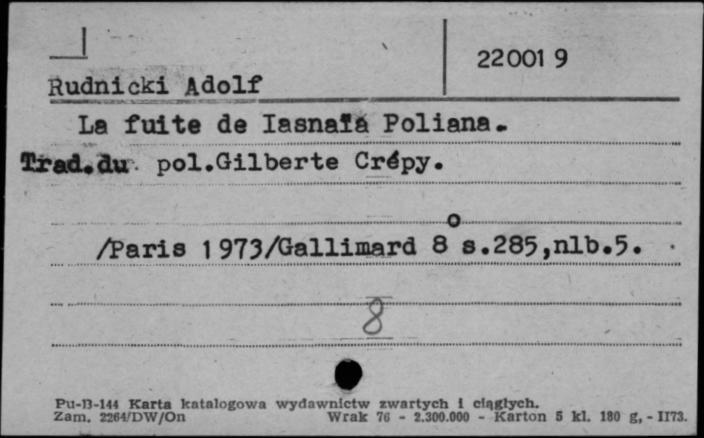 220019
Rudnicki Adolf
La fuite de Iasnaïa Poliana.
Trad.du pol.Gilberte Crépy.
/Paris 1973/Gallimard 8° s.285,nlb.5.
8
Pu-B-144 Karta katalogowa wydawnictw zwartych i ciągłych.
Zam. 2264/DW/On Wrak 76 - 2.300.000 - Karton 5 kl. 180 g, - II73.